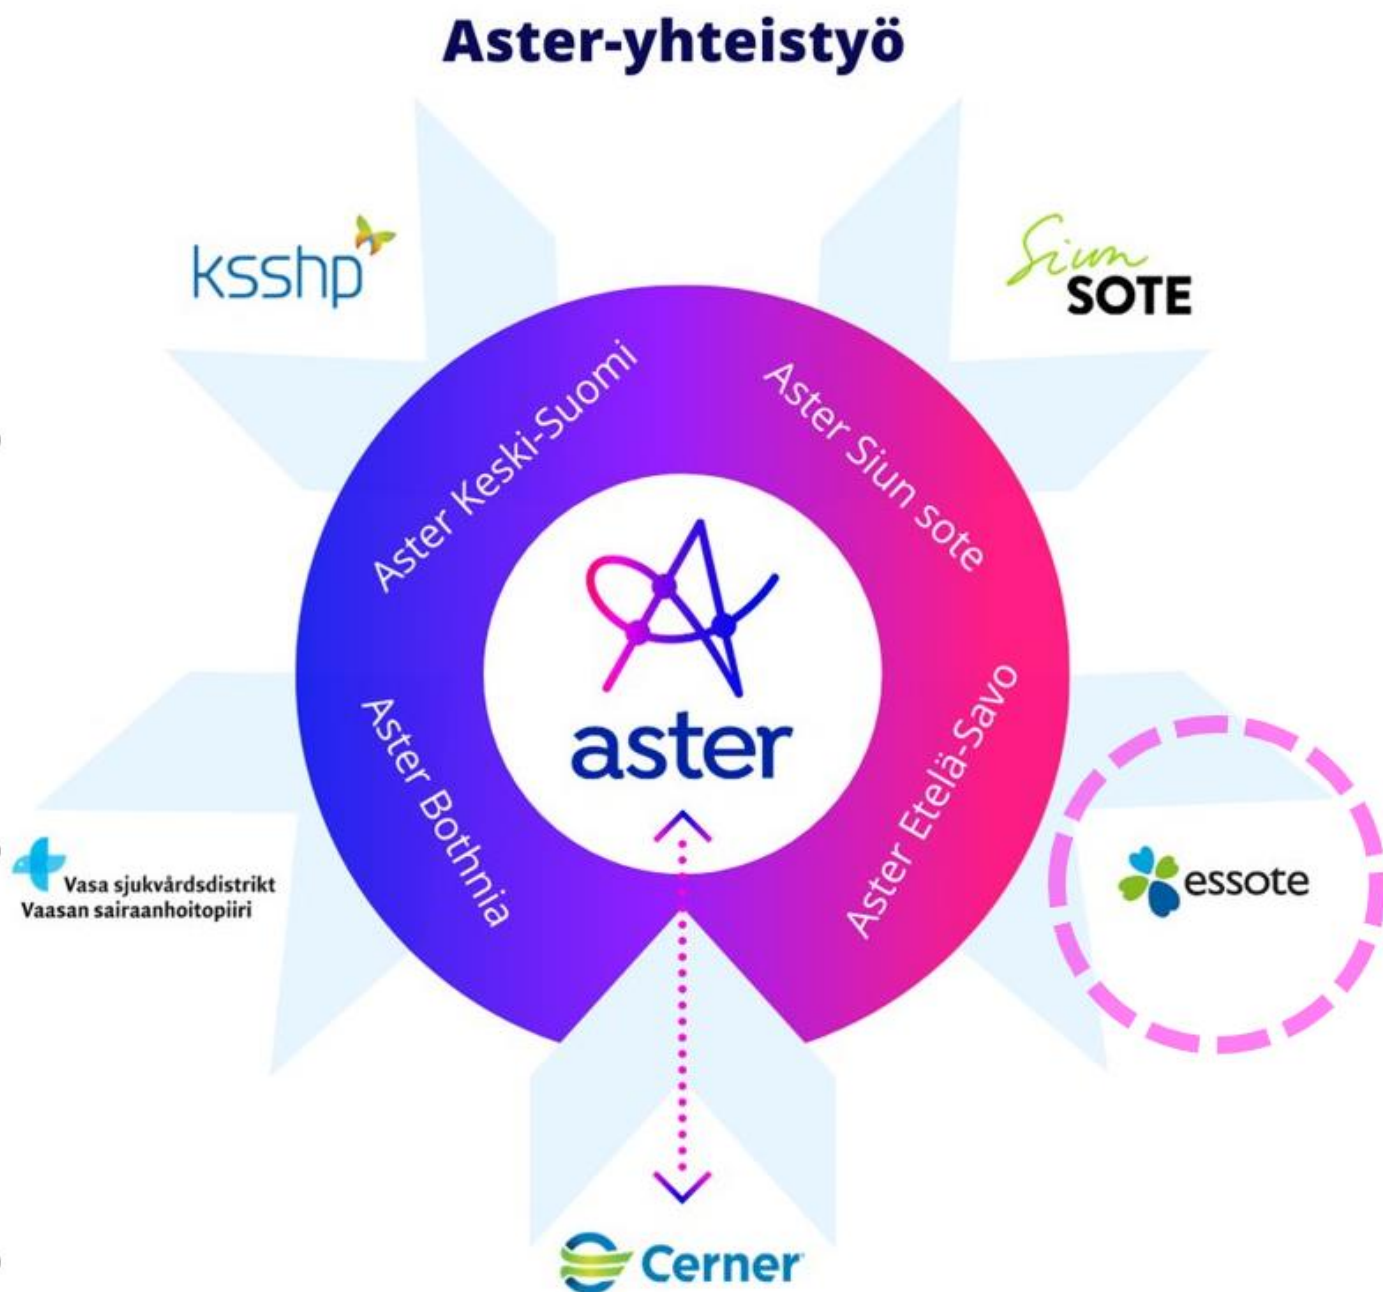 Aster-yhteistyö
ksshp
Siun
SOTE
Aster Keski-Suomi
Aster Siun sote
aster
Aster Bothnia
Aster Etelä-Savo
Vasa sjukvårdsdistrikt
Vaasan sairaanhoitopiiri
essote
Cerner